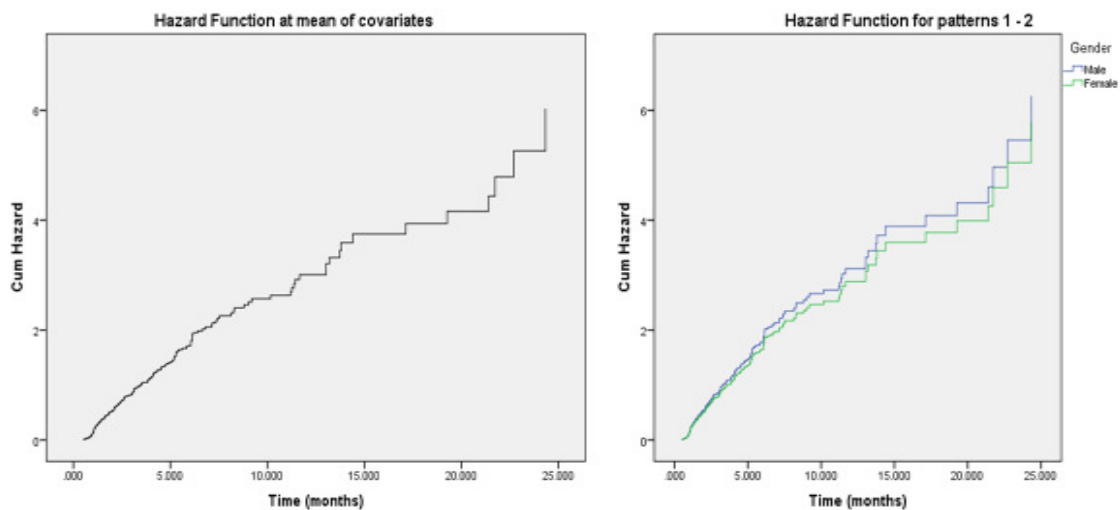 Hazard Function at mean of covariates
Cum Hazard
6
4
2
0
.000 5.000 10.000 15.000 20.000 25.000
Time (months)
Hazard Function for patterns 1 - 2
Gender
Male
Female
Cum Hazard
6
4
2
0
.000 5.000 10.000 15.000 20.000 25.000
Time (months)